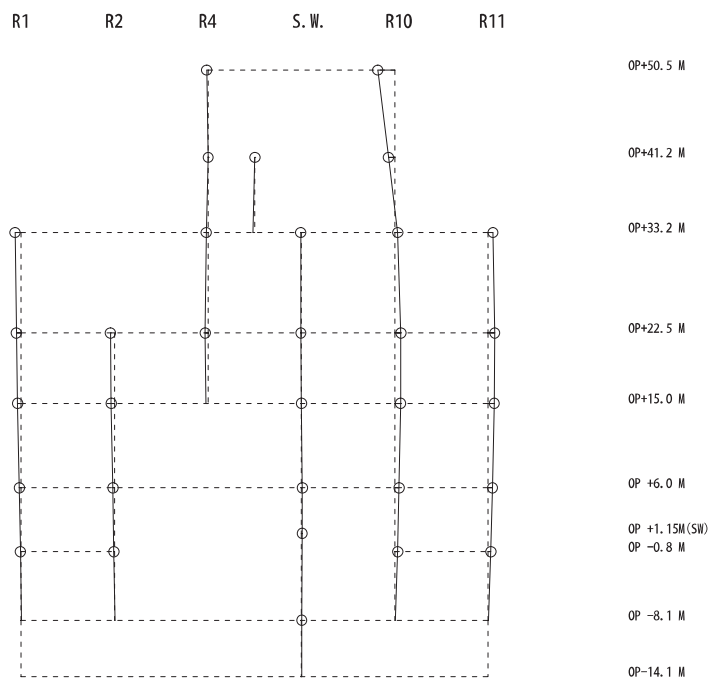 R1 R2 R4 S.W. R10 R11
OP+50.5 M
OP+41.2 M
OP+33.2 M
OP+22.5 M
OP+15.0 M
OP +6.0 M
OP +1.15M(SW)
OP -0.8 M
OP -8.1 M
OP-14.1 M